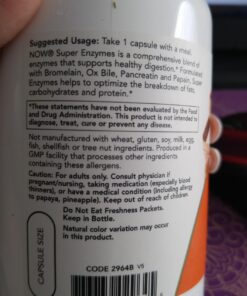 Suggested Usage: Take 1 capsule with a meal.
NOW® Super Enzymes is a comprehensive blend of
enzymes that supports healthy digestion.* Formulated
with Bromelain, Ox Bile, Pancreatin and Papain, Super
Enzymes helps to optimize the breakdown of fats,
carbohydrates and protein.*
*These statements have not been evaluated by the Food
and Drug Administration. This product is not intended to
diagnose, treat, cure or prevent any disease.
Not manufactured with wheat, gluten, soy, milk, egg,
fish, shellfish or tree nut ingredients. Produced in a
GMP facility that processes other ingredients
containing these allergens.
Caution: For adults only. Consult physician if
pregnant/nursing, taking medication (especially blood
thinners), or have a medical condition (including allergy
to papaya, pineapple). Keep out of reach of children.
Do Not Eat Freshness Packets.
Keep in Bottle.
Natural color variation may occur
in this product.
CAPSULE SIZE
CODE 2964B V5